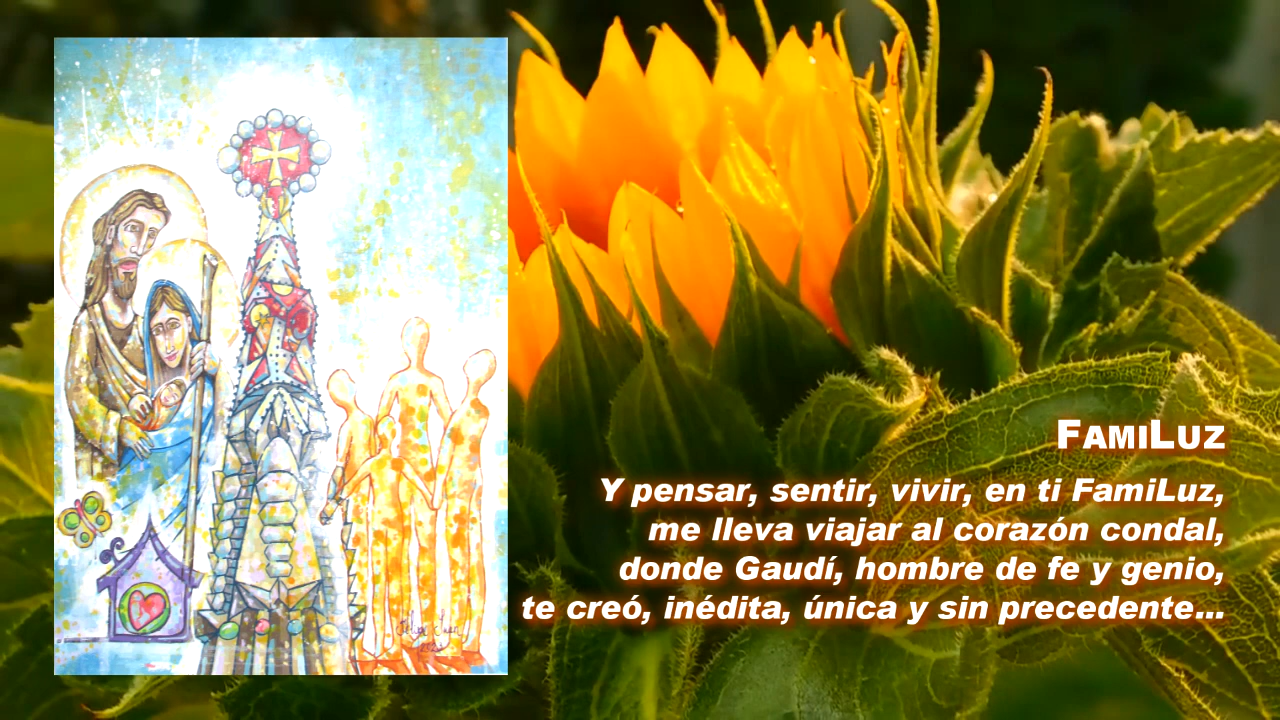 FamiLuz
Y pensar, sentir, vivir, en ti FamiLuz,
me lleva viajar al corazón condal,
donde Gaudí, hombre de fe y genio,
te creó, inédita, única y sin precedente...